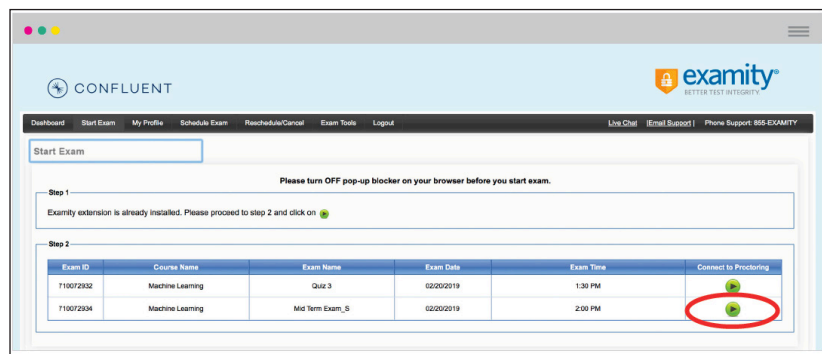 CONFLUENT
examity®
BETTER TEST INTEGRITY
Dashboard Start Exam My Profile Schedule Exam Reschedule/Cancel Exam Tools Logout Live Chat |Email Support| Phone Support: 855-EXAMITY
Start Exam
Please turn OFF pop-up blocker on your browser before you start exam.
Step 1
Examity extension is already installed. Please proceed to step 2 and click on
Step 2
Exam ID Course Name Exam Name Exam Date Exam Time Connect to Proctoring
710072932 Machine Learning Quiz 3 02/20/2019 1:30 PM
710072934 Machine Learning Mid Term Exam_S 02/20/2019 2:00 PM